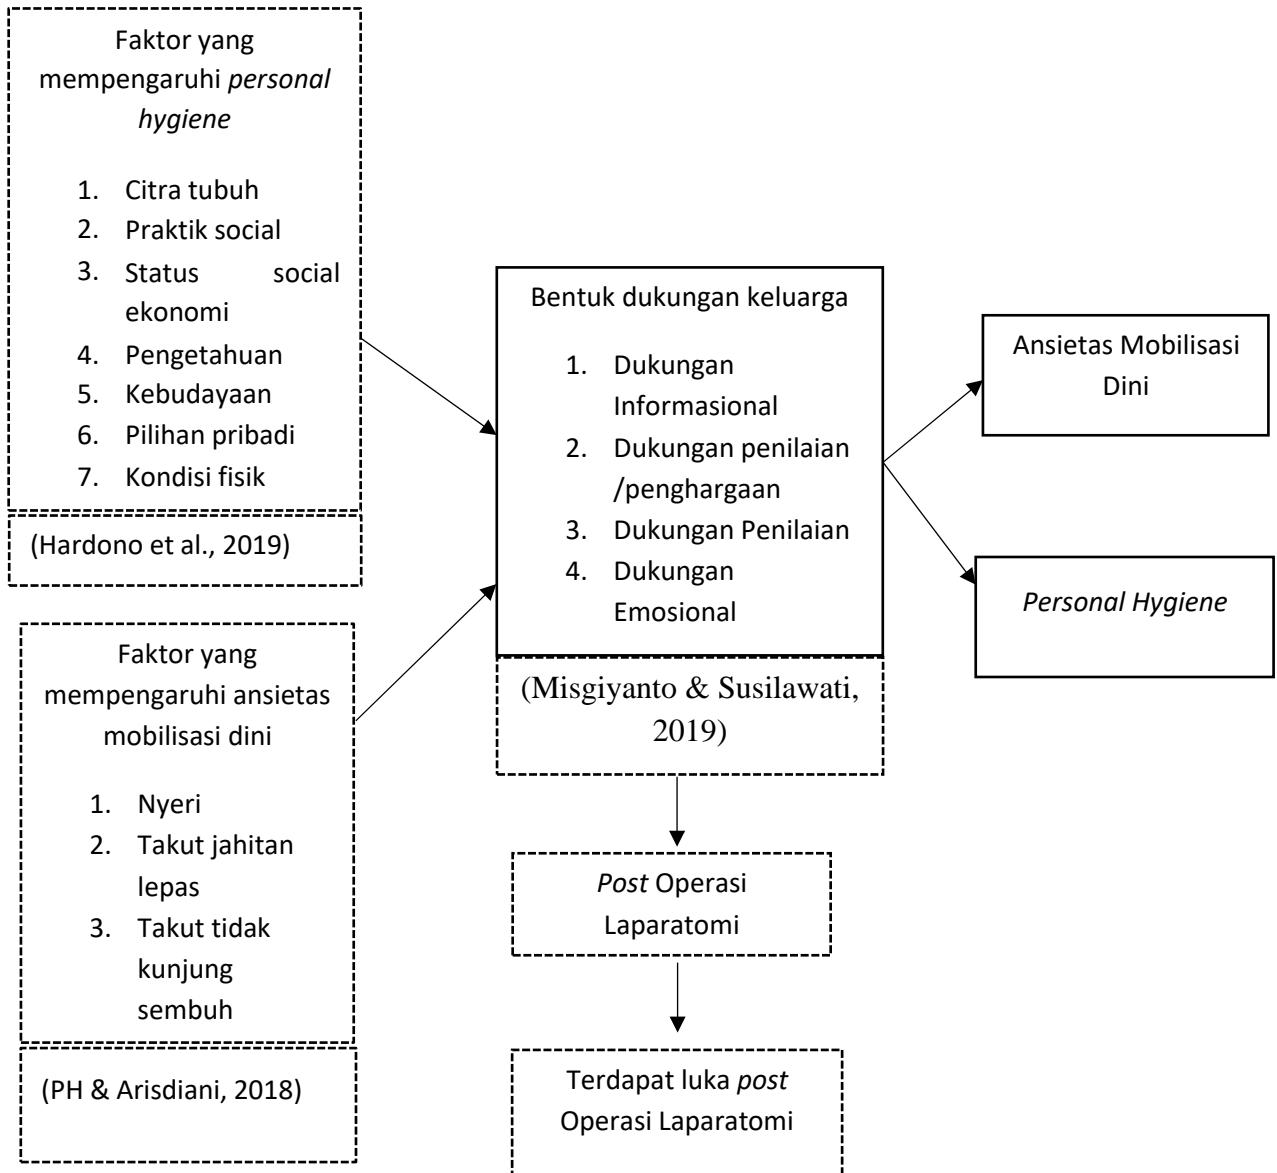 Faktor yang
mempengaruhi personal
hygiene
1. Citra tubuh
2. Praktik social
3. Status social
ekonomi
4. Pengetahuan
5. Kebudayaan
6. Pilihan pribadi
7. Kondisi fisik
(Hardono et al., 2019)
Faktor yang
mempengaruhi ansietas
mobilisasi dini
1. Nyeri
2. Takut jahitan
lepas
3. Takut tidak
kunjung
sembuh
(PH & Arisdiani, 2018)
Bentuk dukungan keluarga
1. Dukungan
Informasional
2. Dukungan penilaian
/penghargaan
3. Dukungan Penilaian
4. Dukungan
Emosional
(Misgiyanto & Susilawati,
2019)
Post Operasi
Laparatomi
Terdapat luka post
Operasi Laparatomi
Ansietas Mobilisasi
Dini
Personal Hygiene